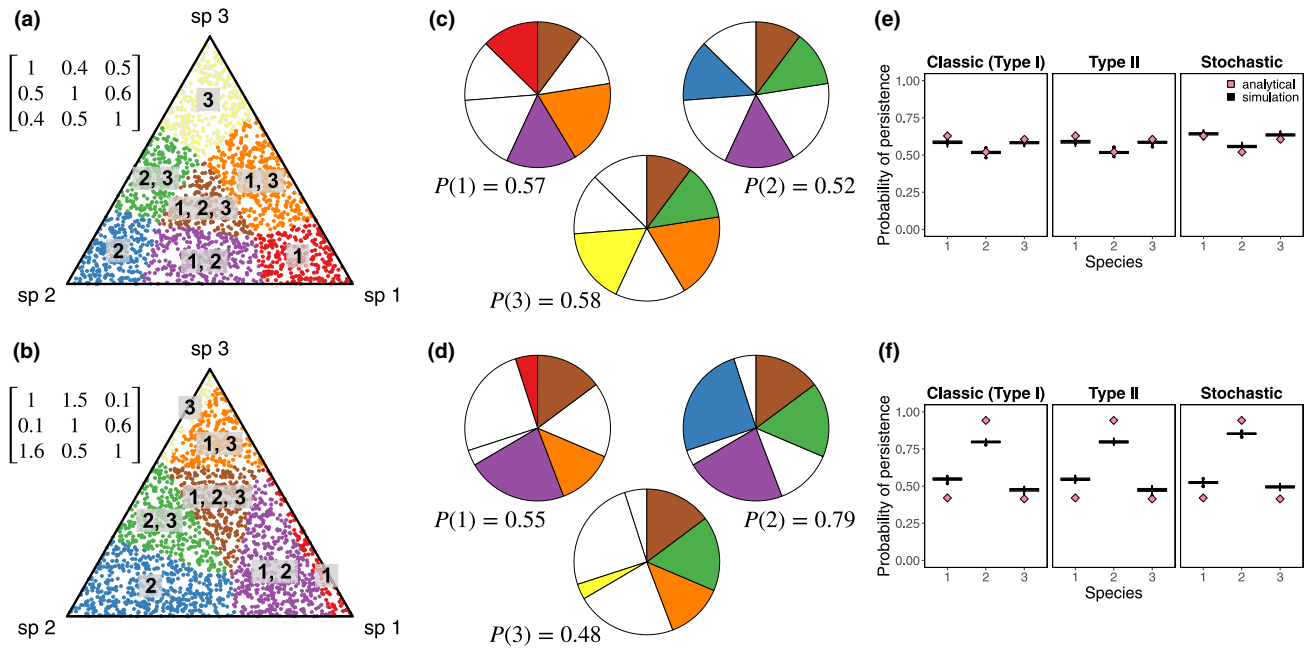 (a)
sp 3
1 0.4 0.5
0.5 1 0.6
0.4 0.5 1
3
2, 3
1, 3
1, 2, 3
2
1, 2
1
sp 2
sp 1
(b)
sp 3
1 1.5 0.1
0.1 1 0.6
1.6 0.5 1
3
1, 3
1, 2, 3
2, 3
2
1, 2
1
sp 2
sp 1
(c)
P(1) = 0.57
P(2) = 0.52
P(3) = 0.58
(d)
P(1) = 0.55
P(2) = 0.79
P(3) = 0.48
(e)
Classic (Type I)
Type II
Stochastic
analytical
simulation
Probability of persistence
1.00
0.75
0.50
0.25
0.00
1 2 3
1 2 3
1 2 3
Species
(f)
Classic (Type I)
Type II
Stochastic
Probability of persistence
1.00
0.75
0.50
0.25
0.00
1 2 3
1 2 3
1 2 3
Species